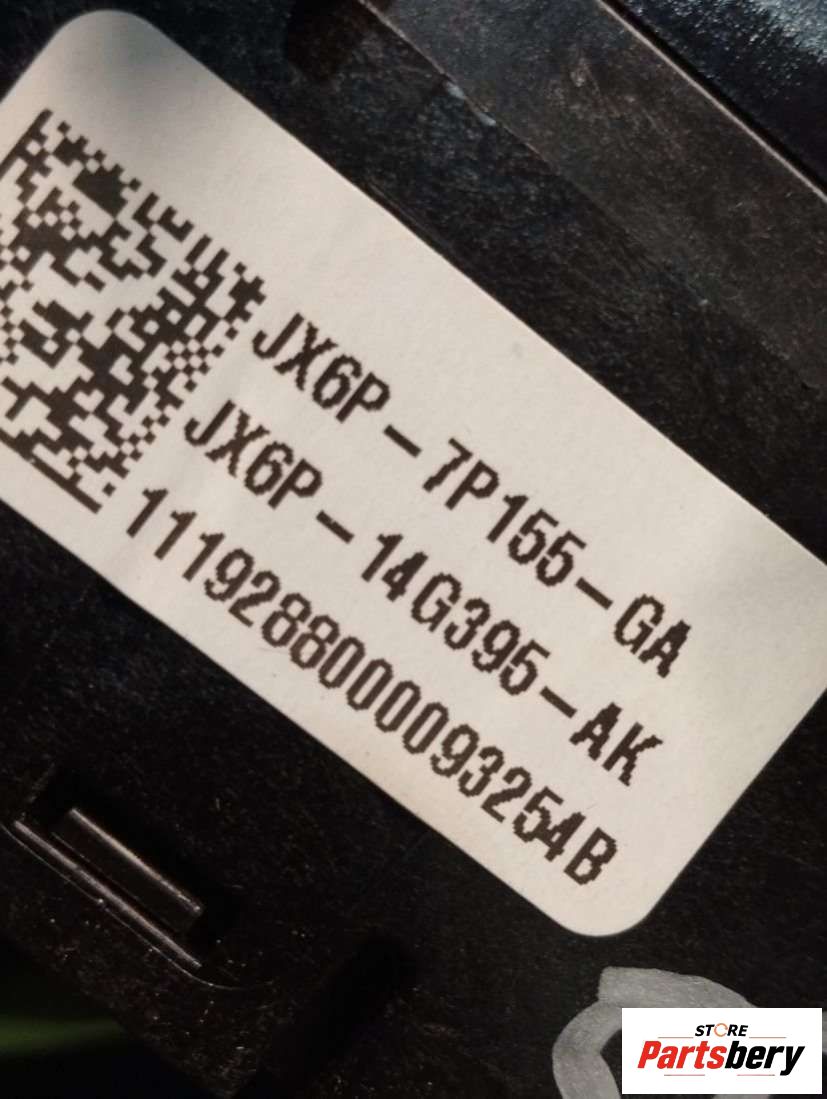 JX6P-7P155-GA
JX6P-14G395-AK
1119288000093254B
STORE
Partsbery